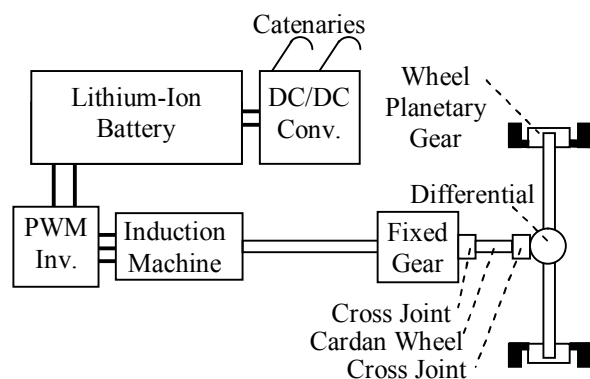 Catenaries
Lithium-Ion
Battery
DC/DC
Conv.
Wheel
Planetary
Gear
Differential
PWM
Inv.
Induction
Machine
Fixed
Gear
Cross Joint
Cardan Wheel
Cross Joint